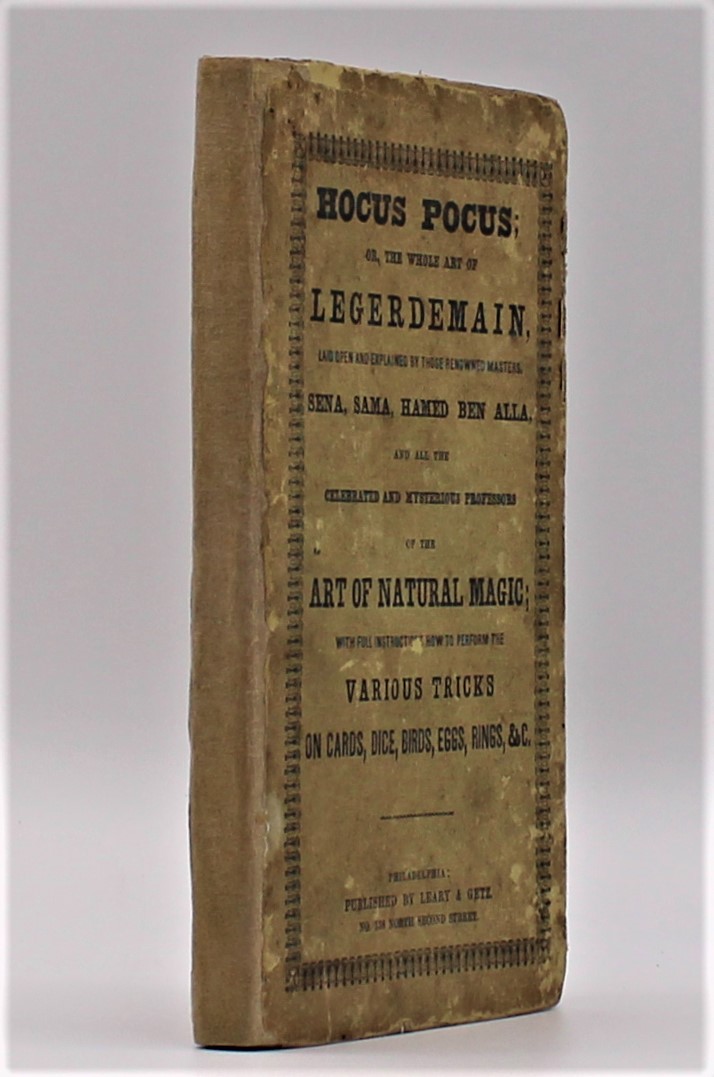 HOCUS POCUS;
OR, THE WHOLE ART OF
LEGERDEMAIN,
LAID OPEN AND EXPLAINED BY THOSE RENOWNED MASTERS,
SENA, SAMA, HAMED BEN ALLA,
AND ALL THE
CELEBRATED AND MYSTERIOUS PROFESSORS
OF THE
ART OF NATURAL MAGIC;
WITH FULL INSTRUCTIONS HOW TO PERFORM THE
VARIOUS TRICKS
ON CARDS, DICE, BIRDS, EGGS, RINGS, &C.
PHILADELPHIA:
PUBLISHED BY LEARY & GETZ,
NO. 138 NORTH SECOND STREET.